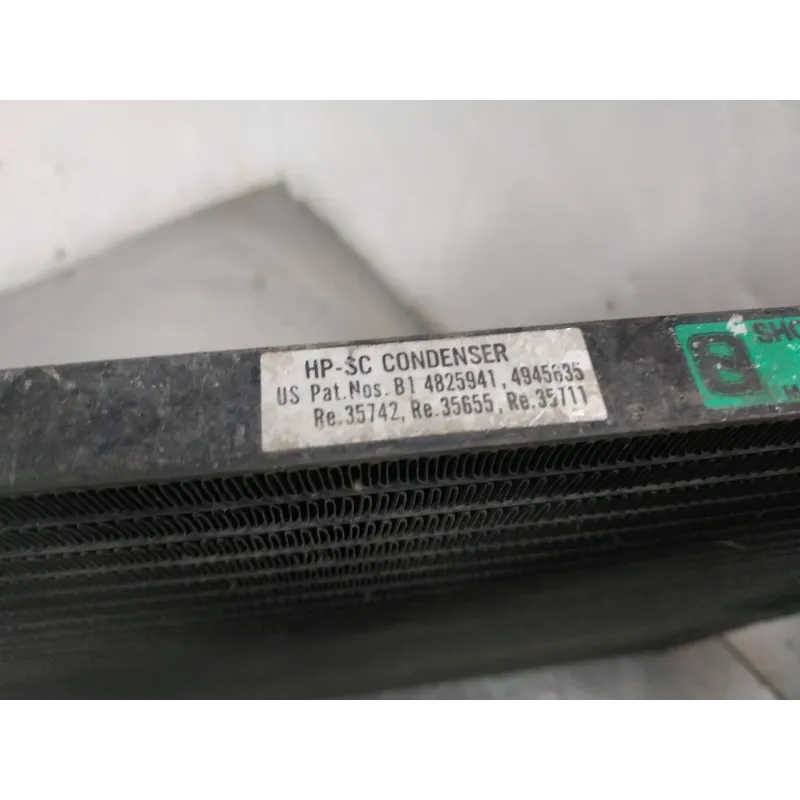 HP-SC CONDENSER
US Pat.Nos. B1 4825941, 4945635
Re.35742, Re.35655, Re.35711